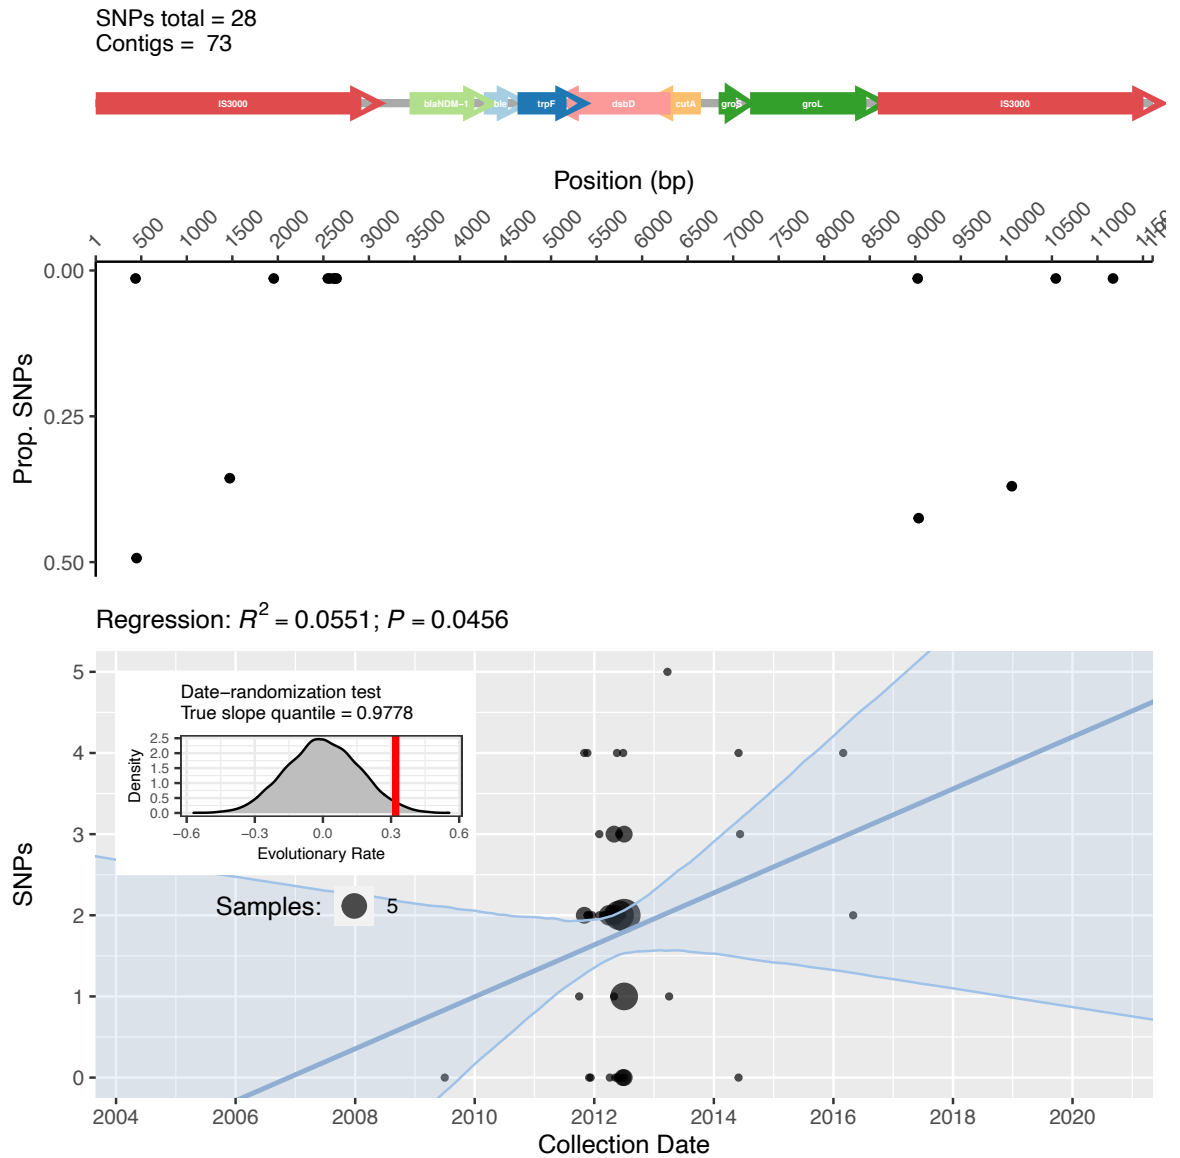 SNPs total = 28
Contigs = 73
IS3000 blaNDM−1 ble trpF dsbD cutA groS groL IS3000
Position (bp)
1 500 1000 1500 2000 2500 3000 3500 4000 4500 5000 5500 6000 6500 7000 7500 8000 8500 9000 9500 10000 10500 11000
0.00
0.25
0.50
Prop. SNPs
Regression: R2 = 0.0551; P = 0.0456
Date−randomization test
True slope quantile = 0.9778
2.5
2.0
1.5
1.0
0.5
0.0
Density
−0.6 −0.3 0.0 0.3 0.6
Evolutionary Rate
Samples: 5
5
4
3
2
1
0
SNPs
2004 2006 2008 2010 2012 2014 2016 2018 2020
Collection Date